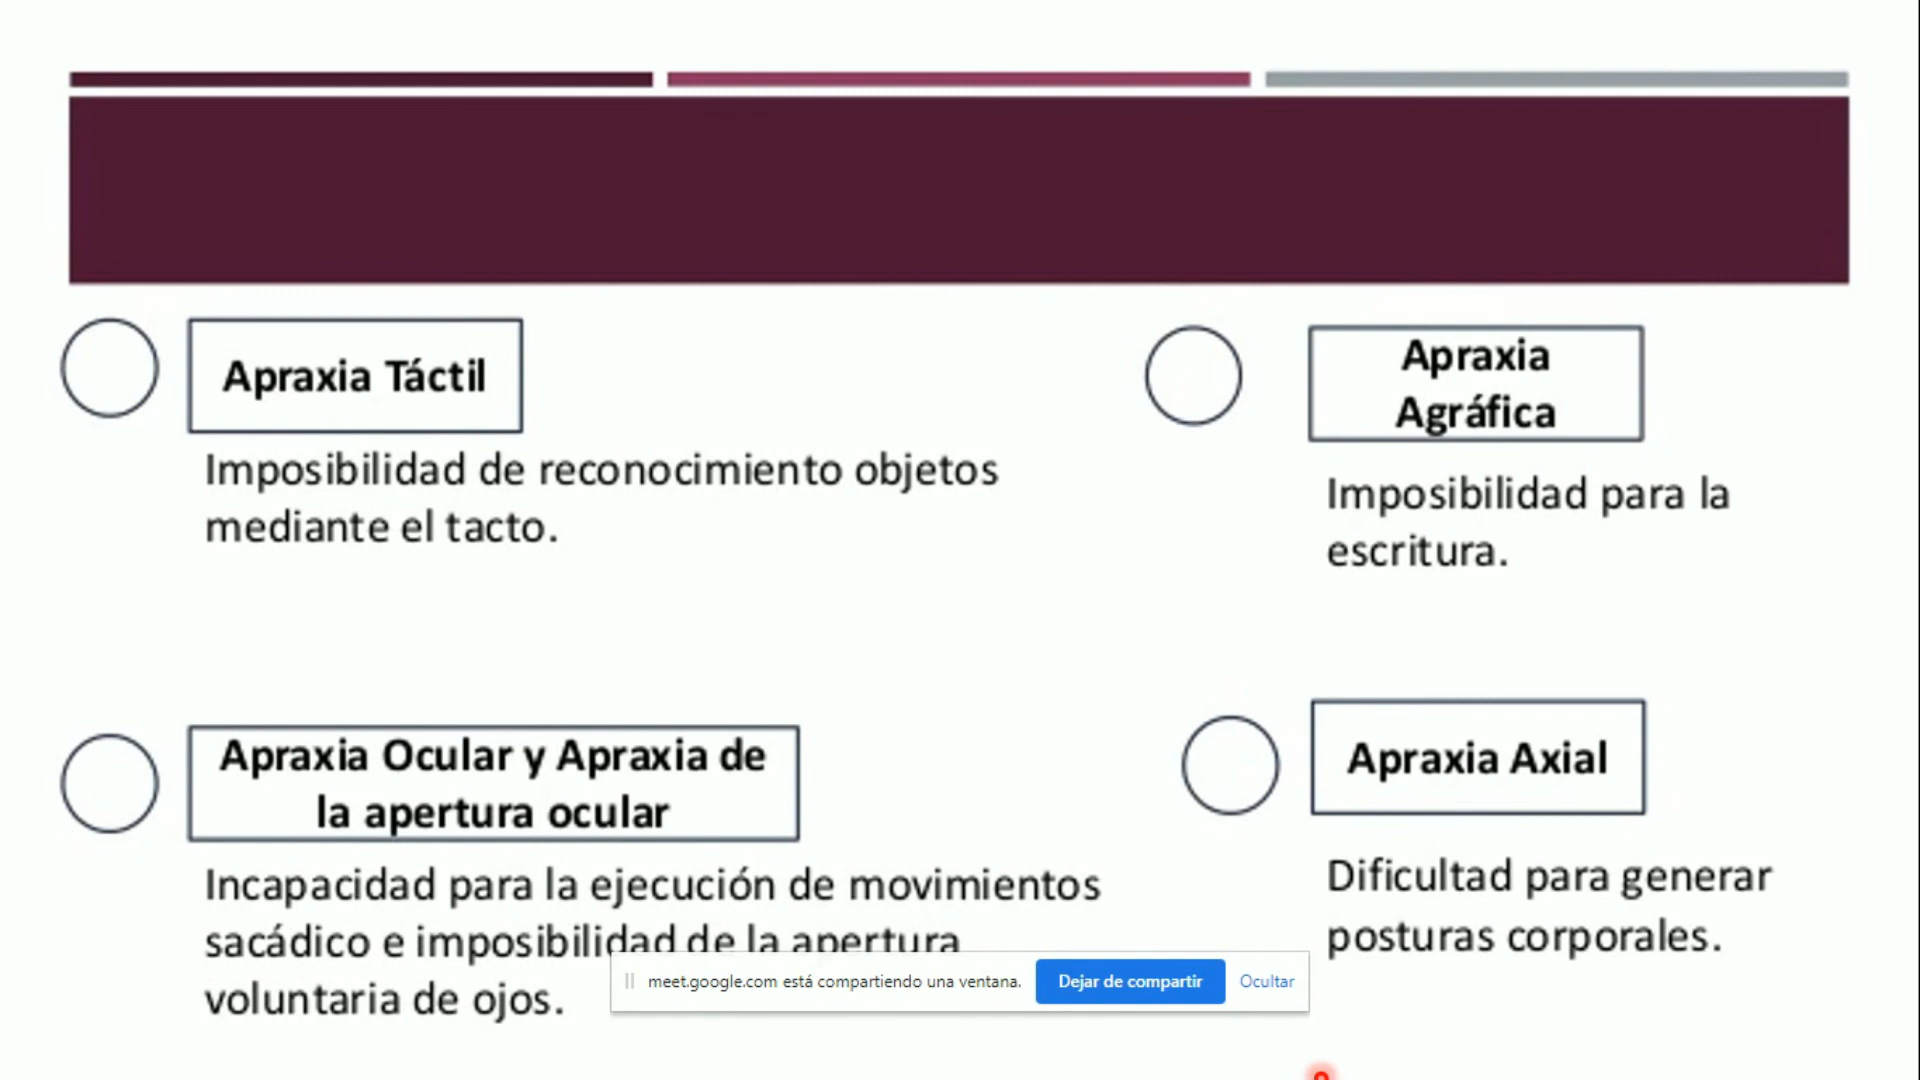 Apraxia Táctil
Imposibilidad de reconocimiento objetos
mediante el tacto.
Apraxia
Agráfica
Imposibilidad para la
escritura.
Apraxia Ocular y Apraxia de
la apertura ocular
Incapacidad para la ejecución de movimientos
sacádico e imposibilidad de la apertura
voluntaria de ojos.
Apraxia Axial
Dificultad para generar
posturas corporales.
meet.google.com está compartiendo una ventana.
Dejar de compartir
Ocultar